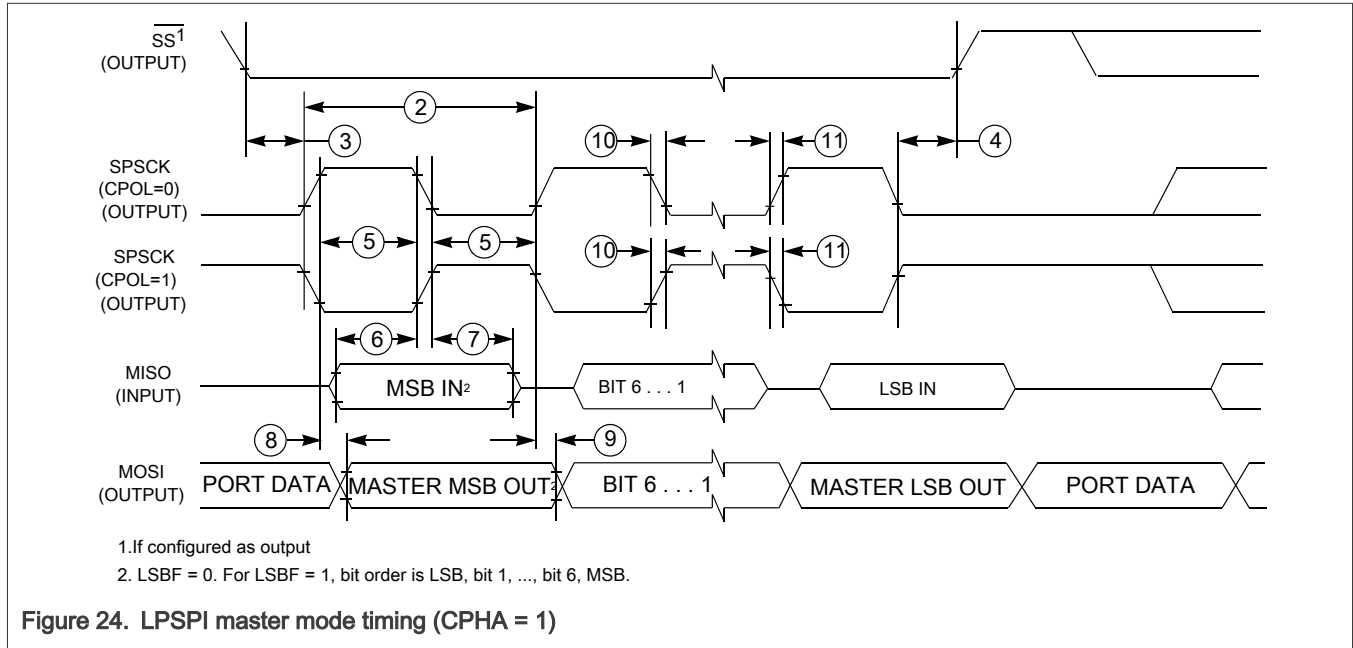 SS1
(OUTPUT)
2
3
10
11
4
SPSCK
(CPOL=0)
(OUTPUT)
5
5
SPSCK
(CPOL=1)
(OUTPUT)
10
11
6
7
MISO
(INPUT)
MSB IN2
BIT 6 . . . 1
LSB IN
8
9
MOSI
(OUTPUT)
PORT DATA
MASTER MSB OUT2
BIT 6 . . . 1
MASTER LSB OUT
PORT DATA
1.If configured as output
2. LSBF = 0. For LSBF = 1, bit order is LSB, bit 1, ..., bit 6, MSB.
Figure 24. LPSPI master mode timing (CPHA = 1)